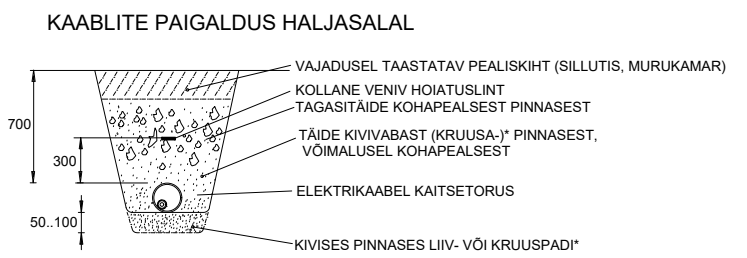 KAABLITE PAIGALDUS HALJASALAL
VAJADUSEL TAASTATAV PEALISKIHT (SILLUTIS, MURUKAMAR)
KOLLANE VENIV HOIATUSLINT
TAGASITÄIDE KOHAPEALSEST PINNASEST
700
TÄIDE KIVIVABAST (KRUUSA-)* PINNASEST,
VÕIMALUSEL KOHAPEALSEST
300
ELEKTRIKAABEL KAITSETORUS
50..100
KIVISES PINNASES LIIV- VÕI KRUUSPADI*